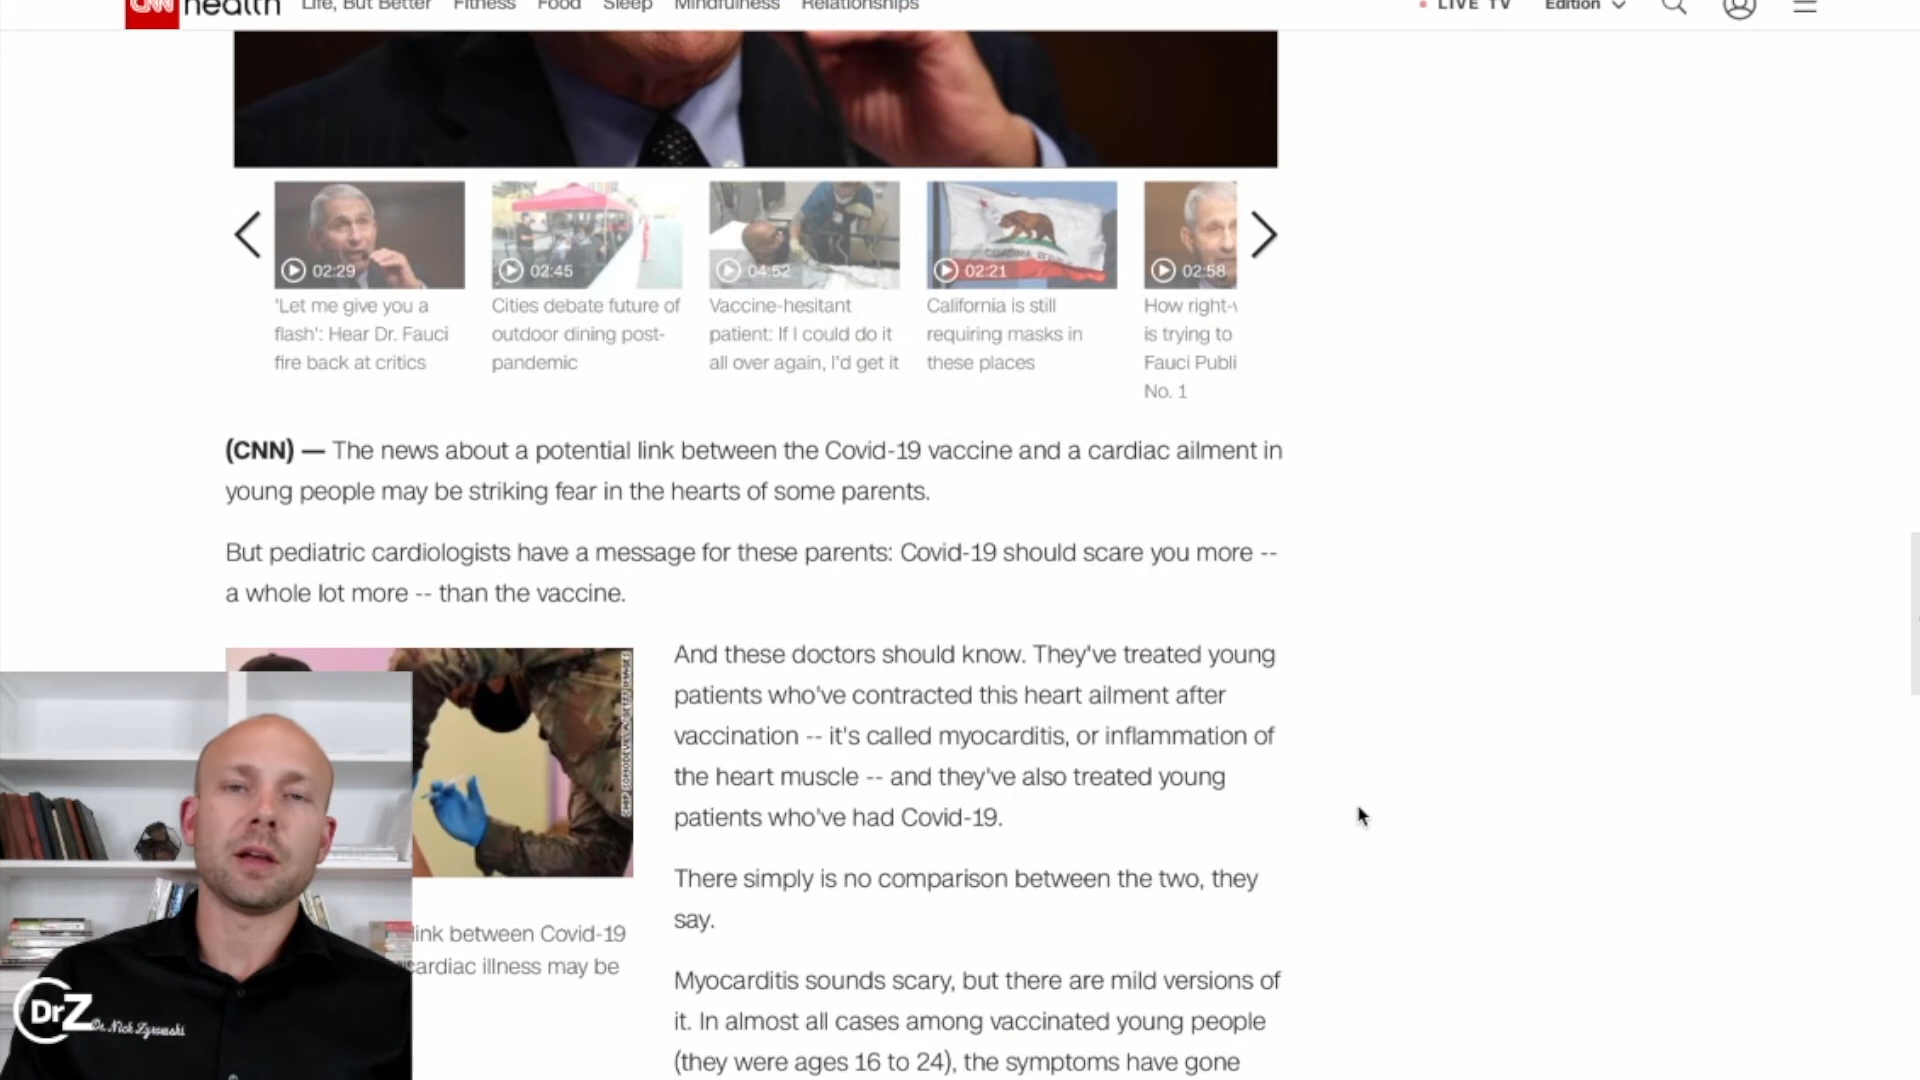 CNN health Life, But Better Fitness Food Sleep Mindfulness Relationships
LIVE TV Edition
02:29
02:45
04:52
02:21
02:58
'Let me give you a
flash': Hear Dr. Fauci
fire back at critics
Cities debate future of
outdoor dining post-
pandemic
Vaccine-hesitant
patient: If I could do it
all over again, I'd get it
California is still
requiring masks in
these places
How right-
is trying to
Fauci Publi
No. 1
(CNN) — The news about a potential link between the Covid-19 vaccine and a cardiac ailment in
young people may be striking fear in the hearts of some parents.
But pediatric cardiologists have a message for these parents: Covid-19 should scare you more --
a whole lot more -- than the vaccine.
CHIP SOMODEVILLA/GETTY IMAGES
And these doctors should know. They've treated young
patients who've contracted this heart ailment after
vaccination -- it's called myocarditis, or inflammation of
the heart muscle -- and they've also treated young
patients who've had Covid-19.
There simply is no comparison between the two, they
say.
Myocarditis sounds scary, but there are mild versions of
it. In almost all cases among vaccinated young people
(they were ages 16 to 24), the symptoms have gone
link between Covid-19
cardiac illness may be
DrZ
Dr. Nick Zyrowski